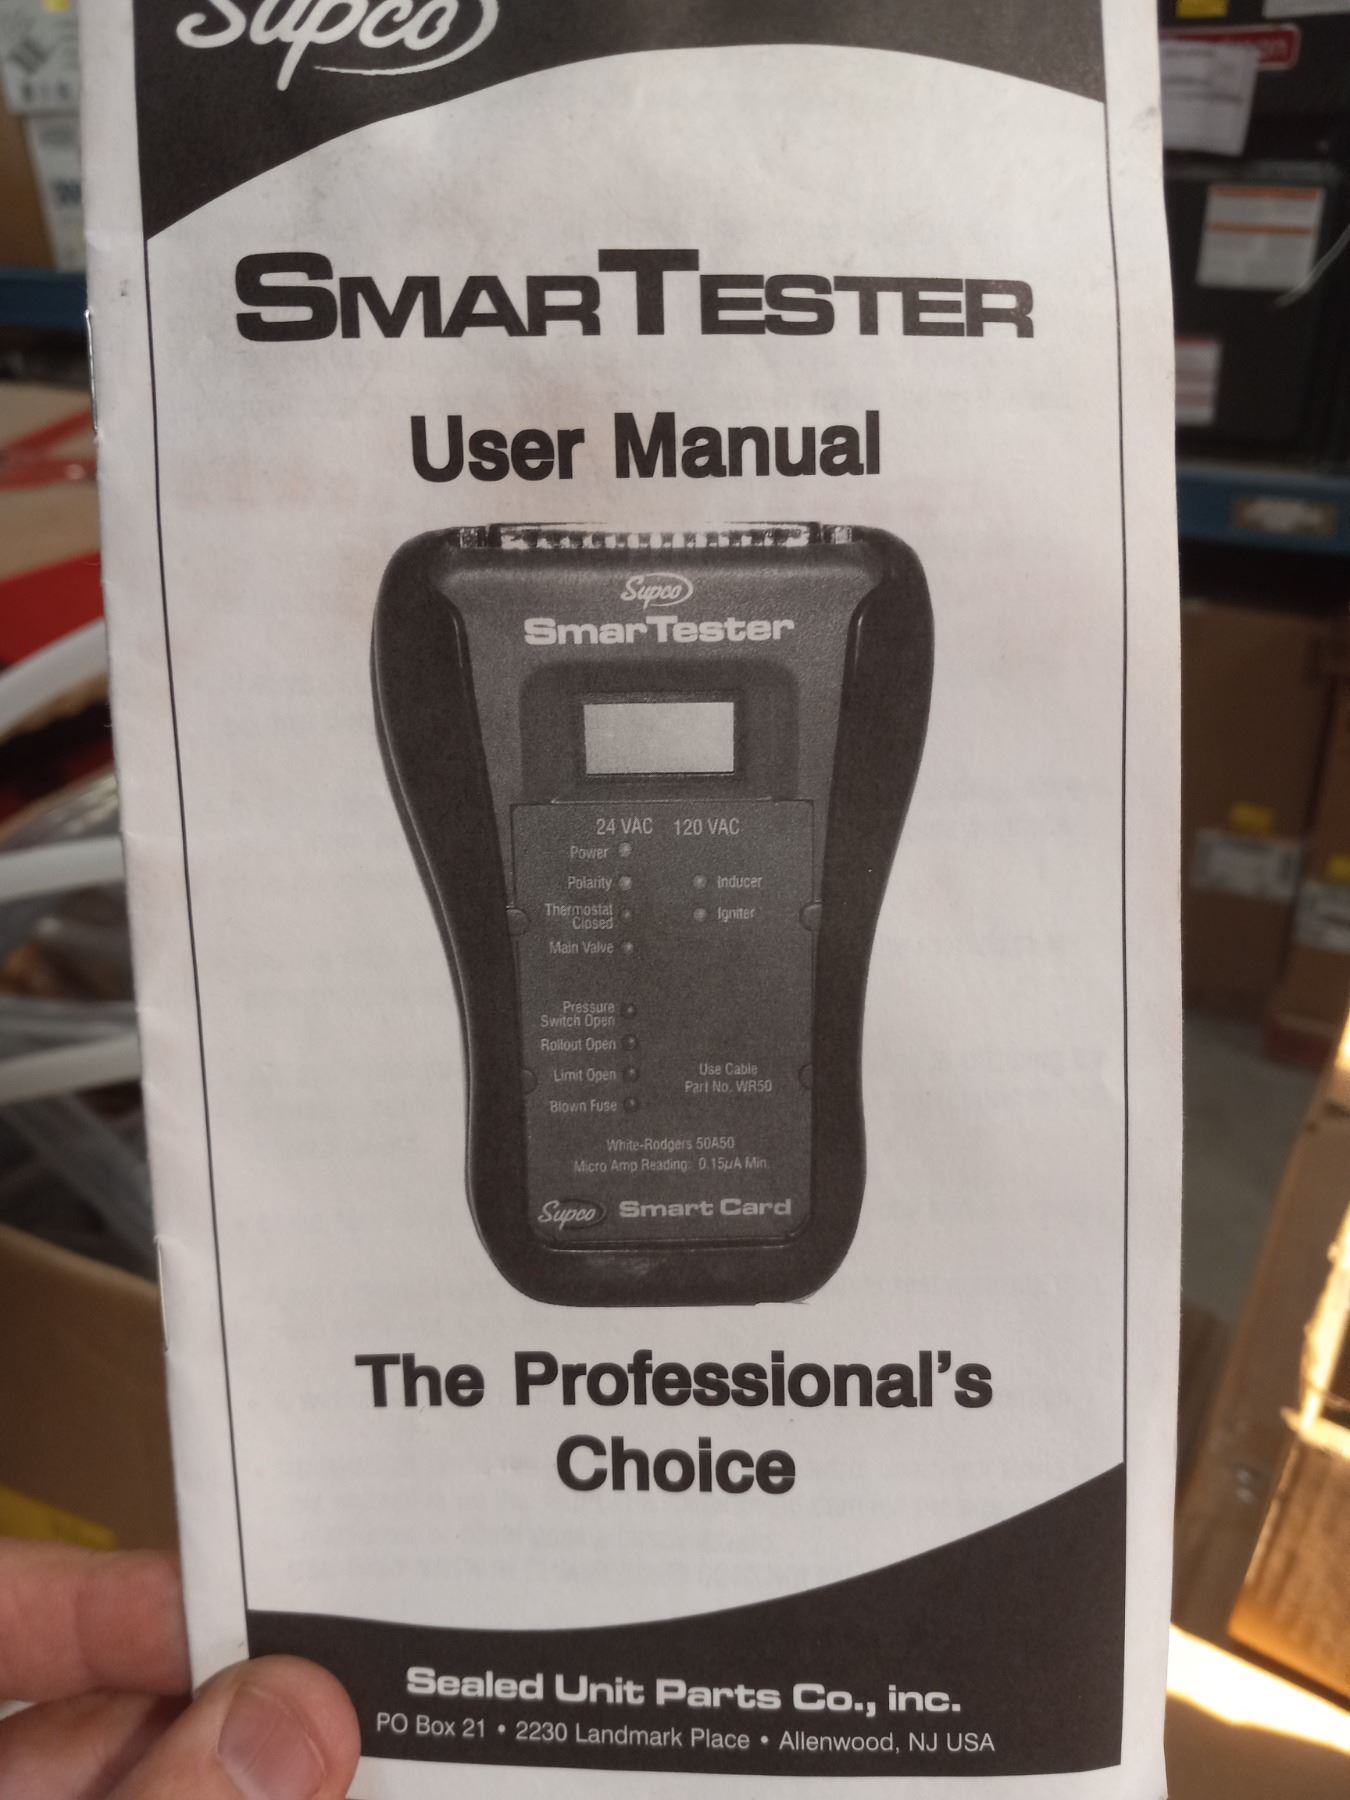 Supco
SMARTESTER
User Manual
Supco
SmarTester
24 VAC 120 VAC
Power
Polarity Inducer
Thermostat
Closed Igniter
Main Valve
Pressure
Switch Open
Rollout Open
Limit Open
Use Cable
Part No. WR50
Blown Fuse
White-Rodgers 50A50
Micro Amp Reading: 0.15µA Min.
Supco Smart Card
The Professional's
Choice
Sealed Unit Parts Co., inc.
PO Box 21 • 2230 Landmark Place • Allenwood, NJ USA